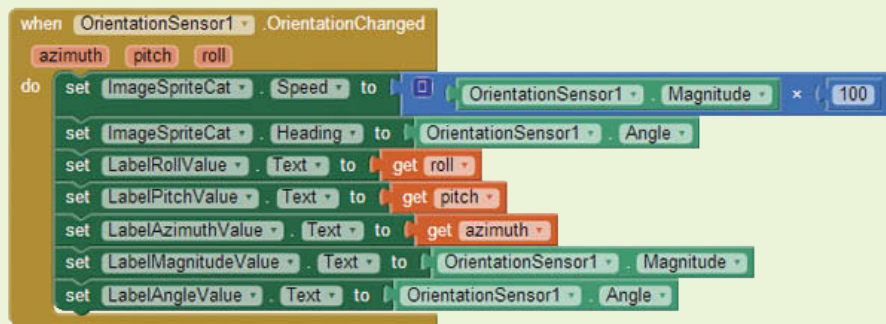 when OrientationSensor1 .OrientationChanged
azimuth pitch roll
do set ImageSpriteCat . Speed to OrientationSensor1 . Magnitude × 100
set ImageSpriteCat . Heading to OrientationSensor1 . Angle
set LabelRollValue . Text to get roll
set LabelPitchValue . Text to get pitch
set LabelAzimuthValue . Text to get azimuth
set LabelMagnitudeValue . Text to OrientationSensor1 . Magnitude
set LabelAngleValue . Text to OrientationSensor1 . Angle